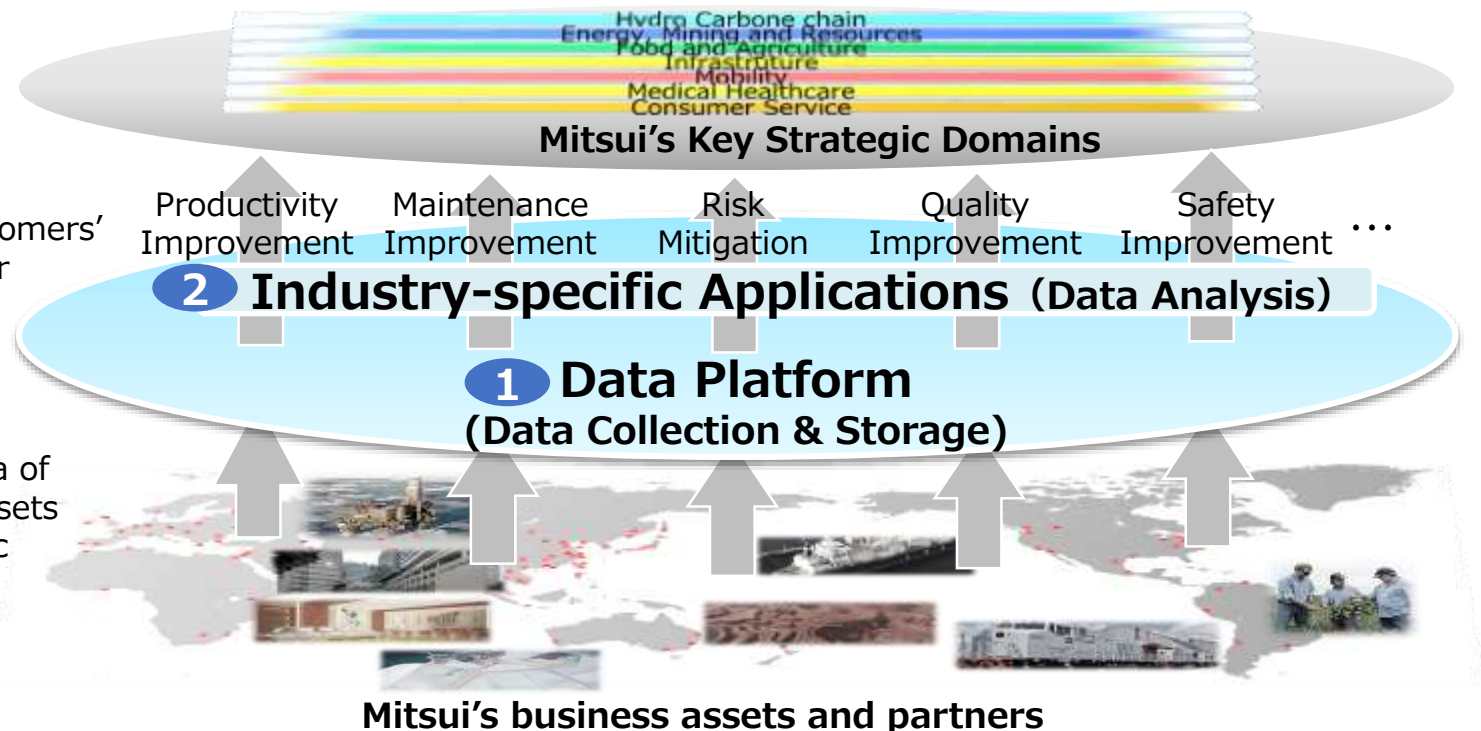 Hydro Carbone chain
Energy, Mining and Resources
Food and Agriculture
Infrastruture
Mobility
Medical Healthcare
Consumer Service
Mitsui’s Key Strategic Domains
Productivity Improvement
Maintenance Improvement
Risk Mitigation
Quality Improvement
Safety Improvement
…
omers’
r
2 Industry-specific Applications（Data Analysis）
1 Data Platform
(Data Collection & Storage)
a of
sets
c
Mitsui’s business assets and partners